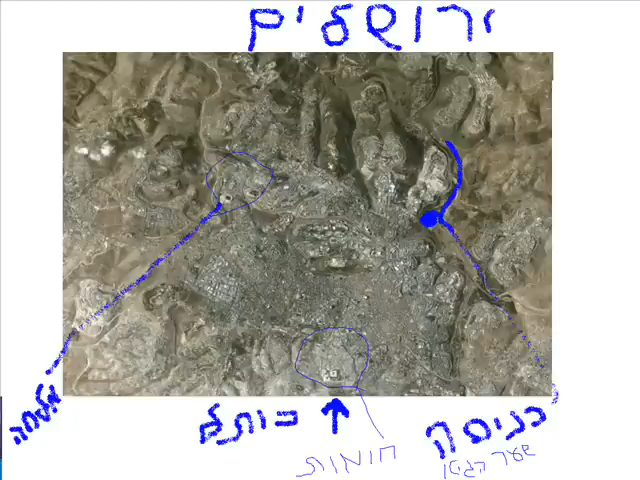 ירושלים
מלחה
כותל
חומות
כניסה
שער הגיא